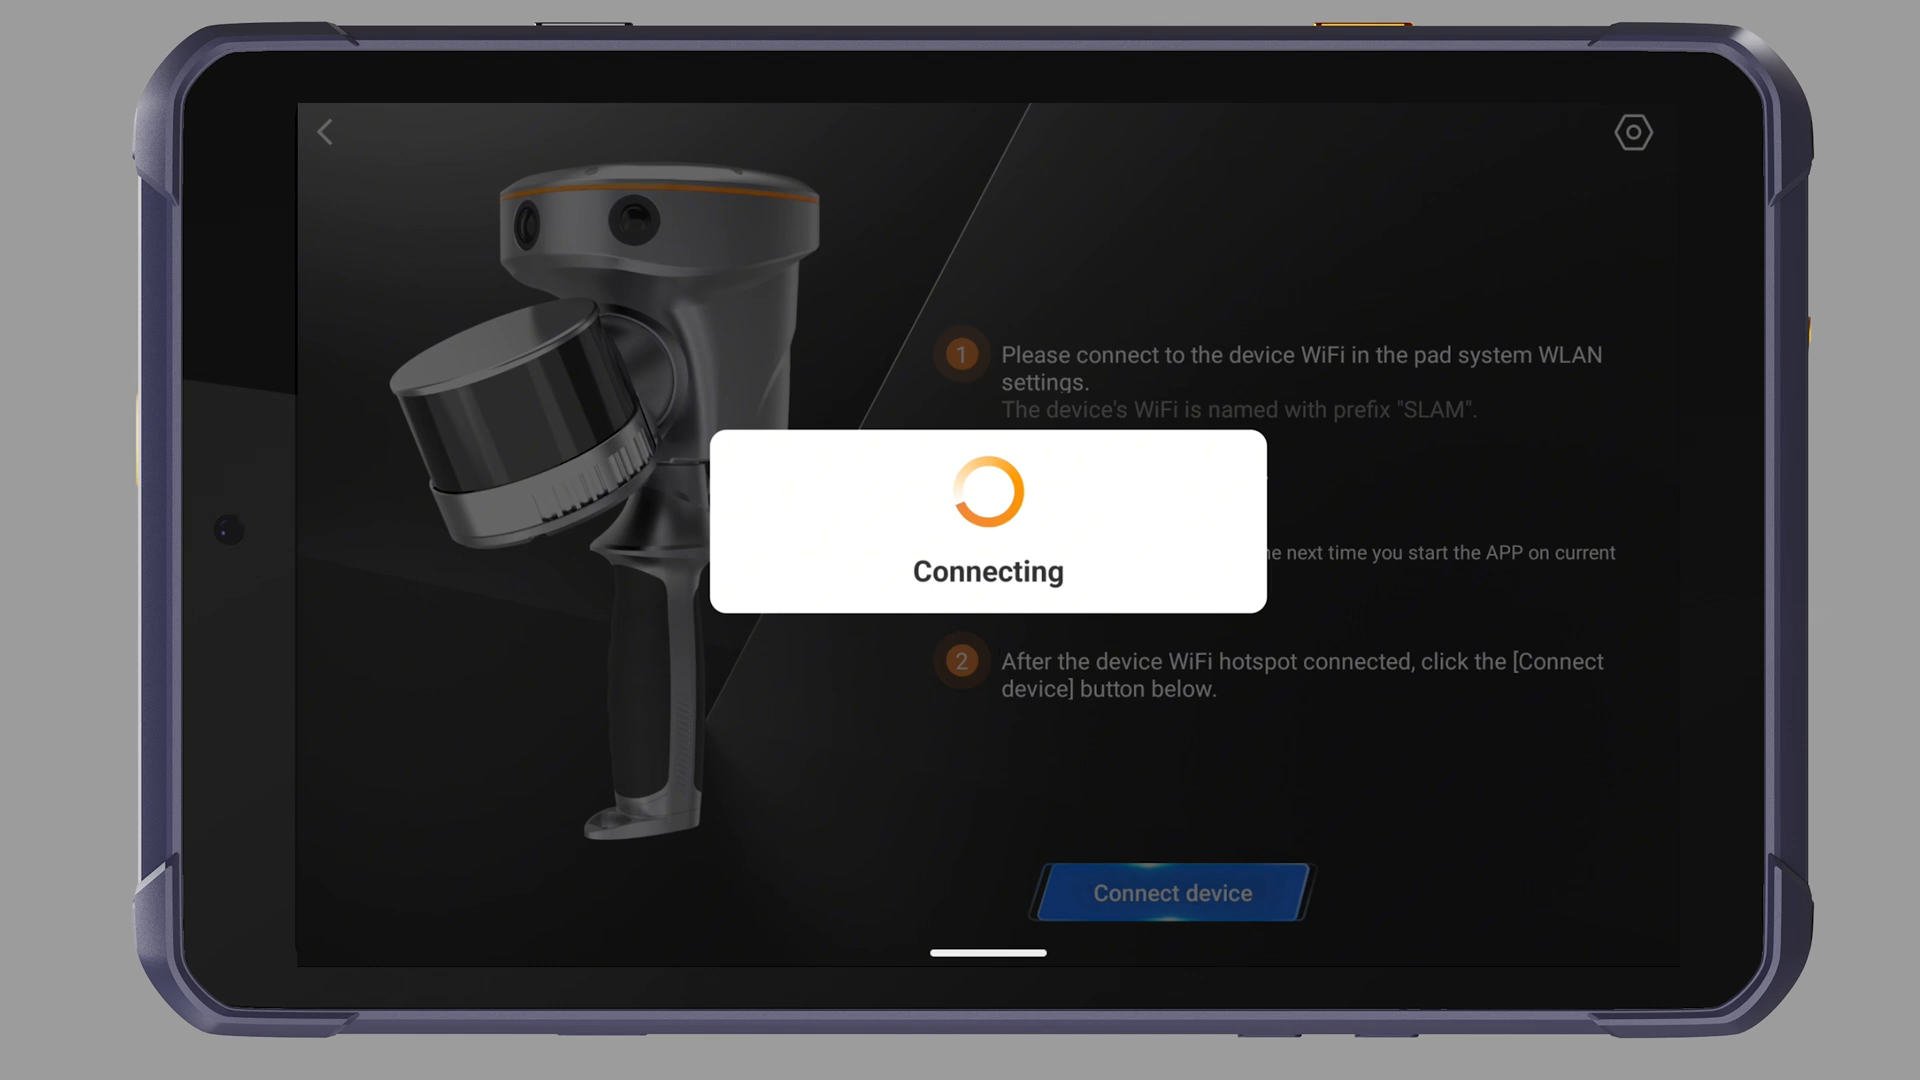 1 Please connect to the device WiFi in the pad system WLAN
settings.
The device's WiFi is named with prefix "SLAM".
Connecting
next time you start the APP on current
2 After the device WiFi hotspot connected, click the [Connect
device] button below.
Connect device